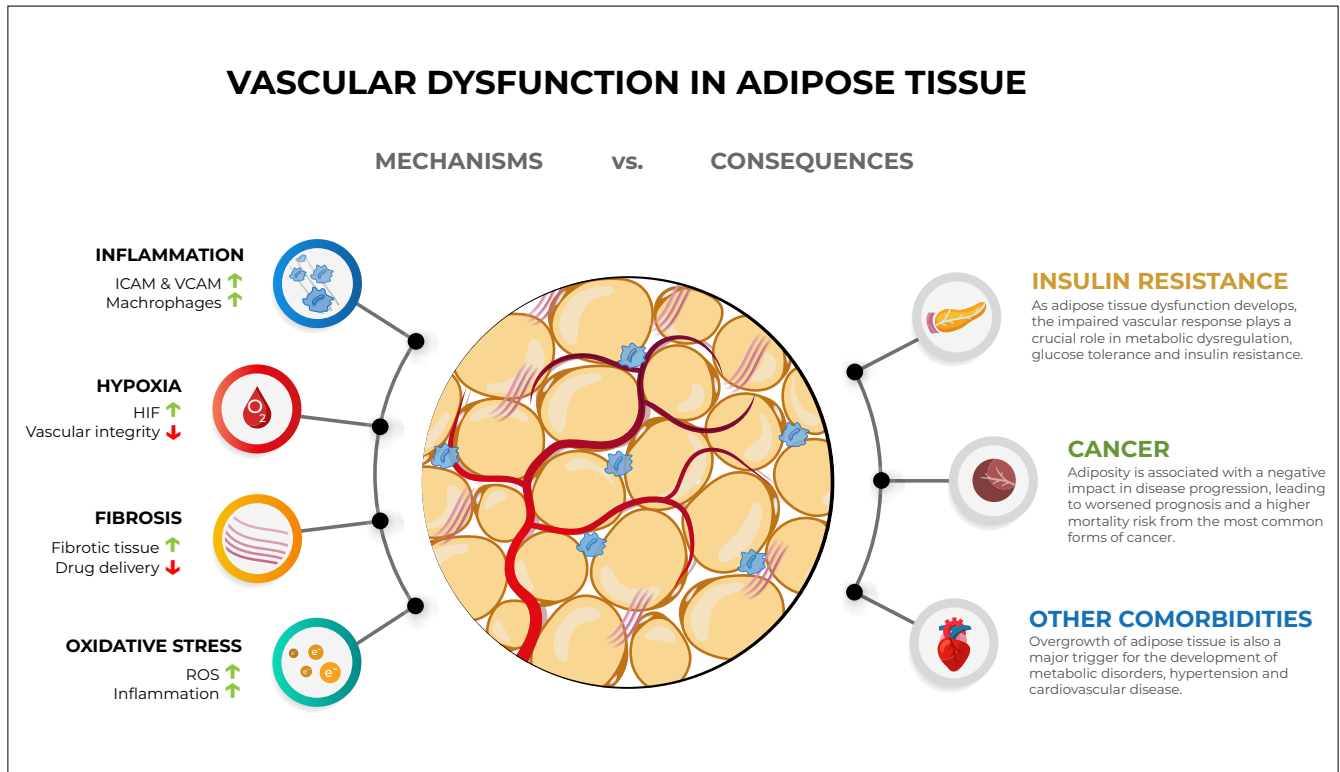 VASCULAR DYSFUNCTION IN ADIPOSE TISSUE
MECHANISMS vs. CONSEQUENCES
INFLAMMATION
ICAM & VCAM ↑
Machrophages ↑
HYPOXIA
HIF ↑
Vascular integrity ↓
O2
FIBROSIS
Fibrotic tissue ↑
Drug delivery ↓
OXIDATIVE STRESS
ROS ↑
Inflammation ↑
e⁻
e⁻
e⁻
e⁻
INSULIN RESISTANCE
As adipose tissue dysfunction develops,
the impaired vascular response plays a
crucial role in metabolic dysregulation,
glucose tolerance and insulin resistance.
CANCER
Adiposity is associated with a negative
impact in disease progression, leading
to worsened prognosis and a higher
mortality risk from the most common
forms of cancer.
OTHER COMORBIDITIES
Overgrowth of adipose tissue is also a
major trigger for the development of
metabolic disorders, hypertension and
cardiovascular disease.